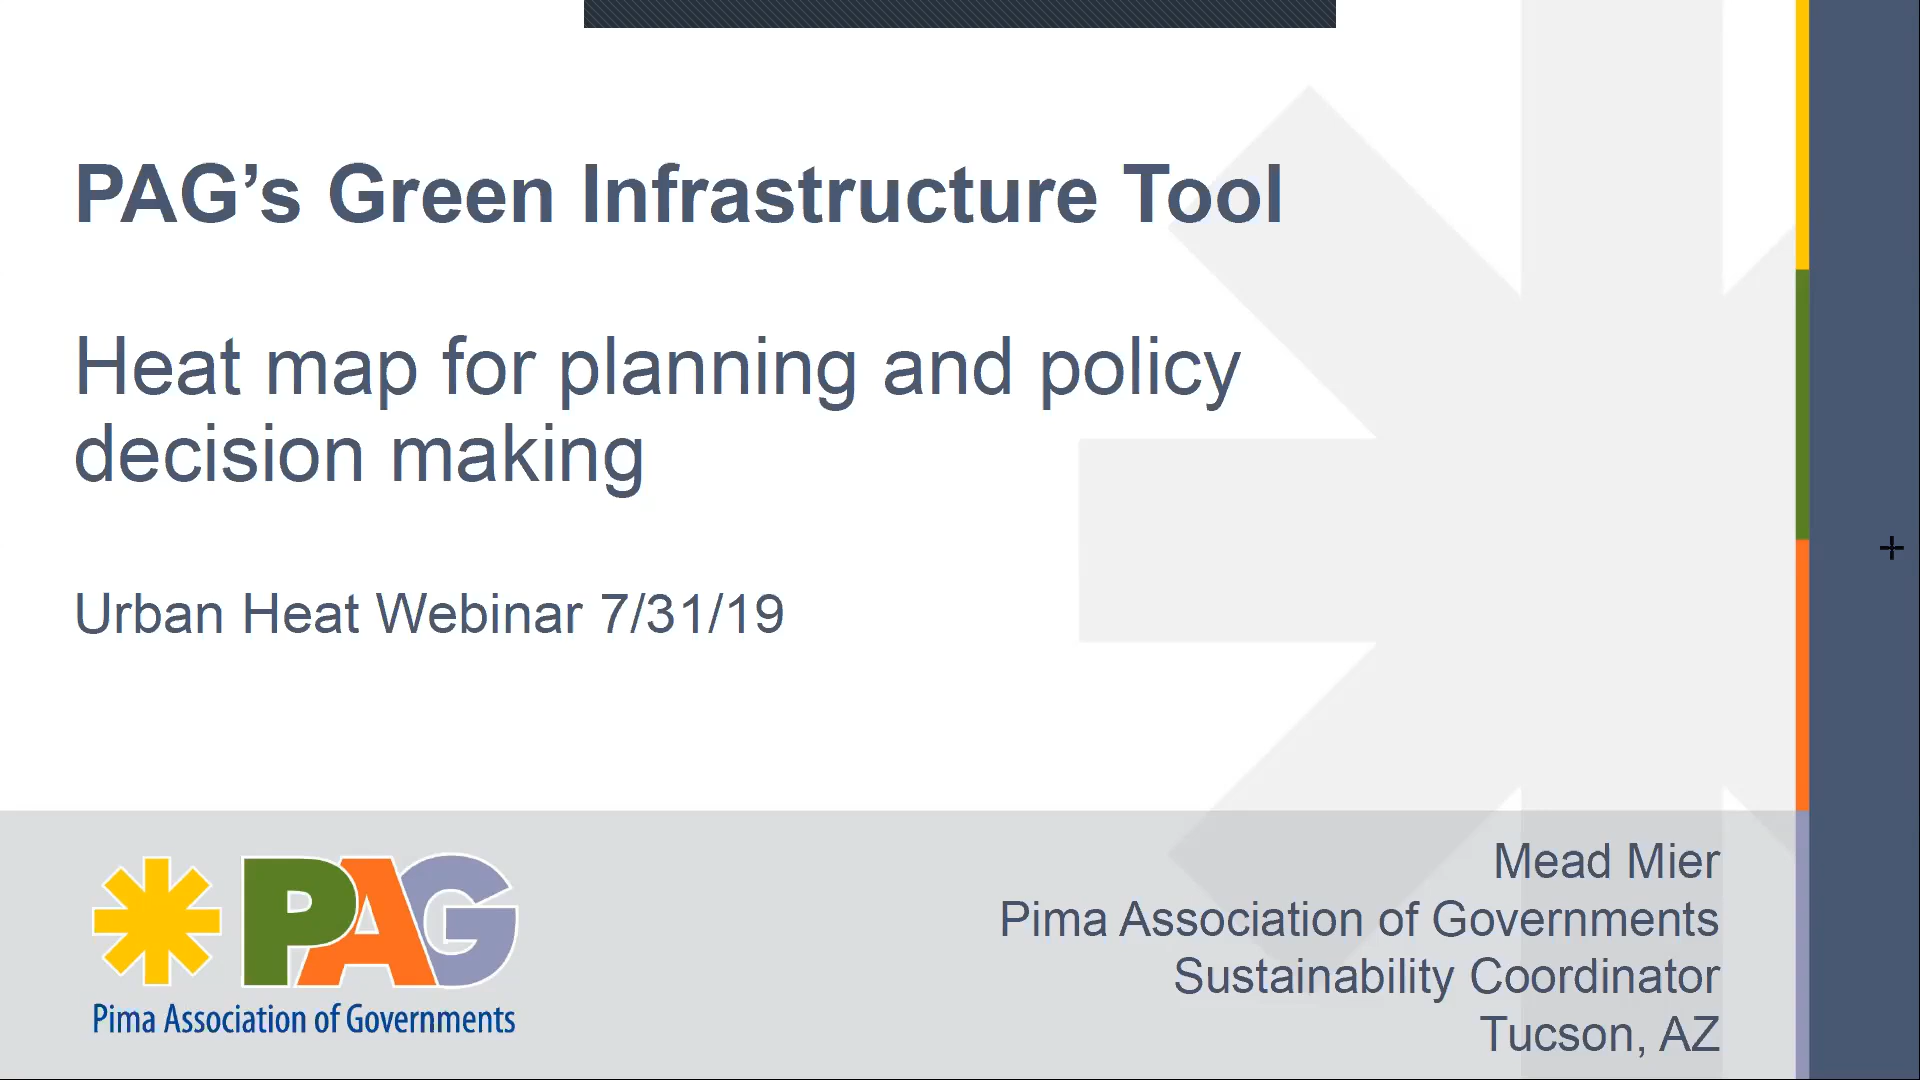 PAG’s Green Infrastructure Tool
Heat map for planning and policy
decision making
Urban Heat Webinar 7/31/19
PAG
Pima Association of Governments
Mead Mier
Pima Association of Governments
Sustainability Coordinator
Tucson, AZ